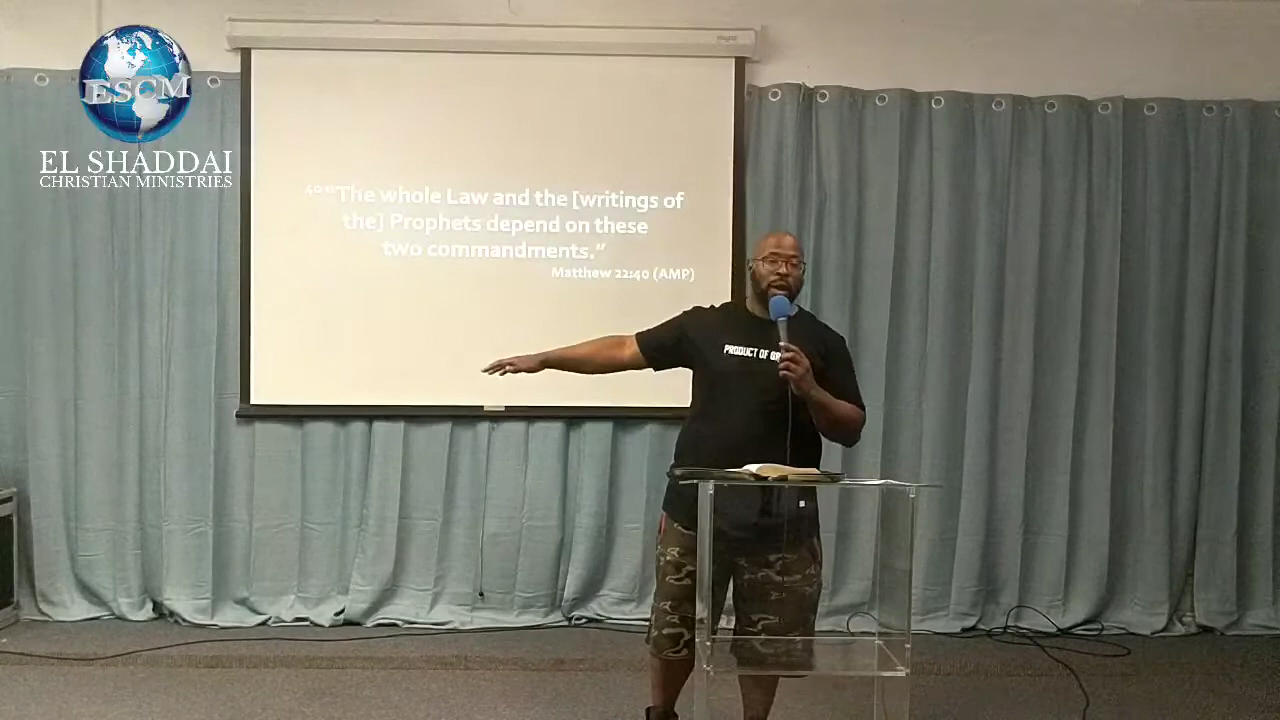 ESCM
EL SHADDAI
CHRISTIAN MINISTRIES
40 “The whole Law and the [writings of
the] Prophets depend on these
two commandments.”
Matthew 22:40 (AMP)
PRODUCT OF